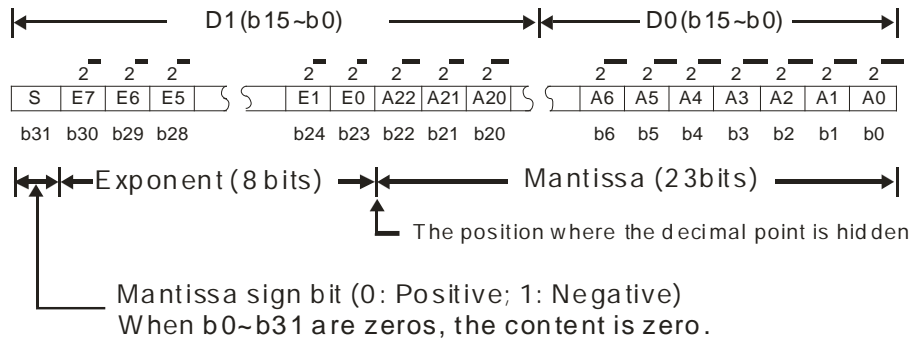 D1(b15~b0) D0(b15~b0)
2 2 2 2 2 2 2 2 2 2 2 2 2 2 2 2
S E7 E6 E5 E1 E0 A22 A21 A20 A6 A5 A4 A3 A2 A1 A0
b31 b30 b29 b28 b24 b23 b22 b21 b20 b6 b5 b4 b3 b2 b1 b0
Exponent (8 bits) Mantissa (23bits)
The position where the decimal point is hidden
Mantissa sign bit (0: Positive; 1: Negative)
When b0~b31 are zeros, the content is zero.